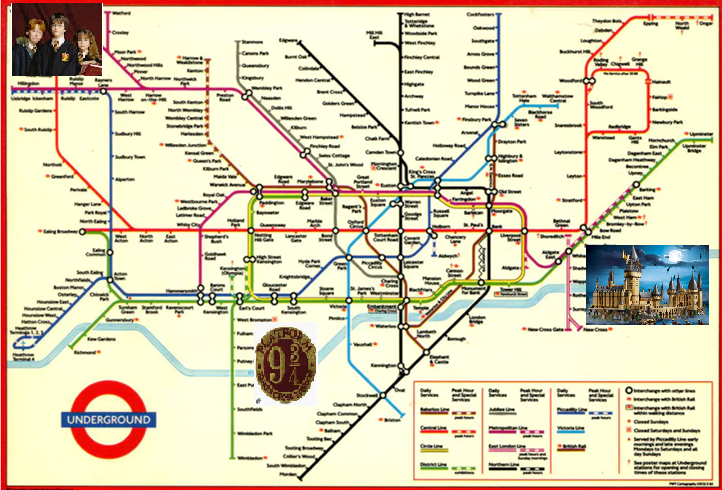 Watford
Croxley
Moor Park
Northwood
Northwood Hills
Pinner
North Harrow
Harrow-
on-the-Hill
Northwick
Park
Preston
Road
Harrow &
Wealdstone
Kenton
South Kenton
North Wembley
Wembley Central
Stonebridge Park
Harlesden
Willesden Junction
Kensal Green
Queen's Park
Kilburn Park
Maida Vale
Warwick Avenue
Stanmore
Canons Park
Queensbury
Kingsbury
Wembley Park
Neasden
Dollis Hill
Willesden Green
Kilburn
West Hampstead
Finchley Road
Swiss Cottage
St. John's Wood
Edgware
Burnt Oak
Colindale
Hendon Central
Brent Cross
Golders Green
Hampstead
Belsize Park
Chalk Farm
Camden Town
Mornington
Crescent
Euston
Mill Hill
East
High Barnet
Totteridge
& Whetstone
Woodside Park
West Finchley
Finchley Central
East Finchley
Highgate
Archway
Tufnell Park
Kentish Town
Cockfosters
Oakwood
Southgate
Arnos Grove
Bounds Green
Wood Green
Turnpike Lane
Manor House
Finsbury Park
Arsenal
Holloway Road
Caledonian Road
King's Cross
St. Pancras
Tottenham
Hale
Walthamstow
Central
Blackhorse
Road
Seven
Sisters
Drayton Park
Highbury &
Islington
Essex Road
Old Street
Moorgate
Angel
Farringdon
Barbican
Theydon Bois
Debden
Loughton
Buckhurst Hill
Epping
North
Weald
Ongar
Roding
Valley
Chigwell
Grange
Hill
Woodford
Hainault
Fairlop
Barkingside
Newbury Park
South
Woodford
Snaresbrook
Redbridge
Wanstead
Gants
Hill
Leytonstone
Leyton
Stratford
Bethnal
Green
Mile End
Bow Road
Bromley-by-Bow
West Ham
Plaistow
Upton Park
East Ham
Barking
Upney
Becontree
Dagenham Heathway
Dagenham East
Elm Park
Hornchurch
Upminster
Bridge
Upminster
Hillingdon
Uxbridge
Ickenham
Ruislip
Ruislip
Manor
Eastcote
Rayners
Lane
West
Harrow
Ruislip Gardens
South Ruislip
Northolt
Greenford
Perivale
Hanger Lane
South Harrow
Sudbury Hill
Sudbury Town
Alperton
Park Royal
North Ealing
Ealing Broadway
West
Acton
North
Acton
East
Acton
White City
Ealing
Common
South Ealing
Northfields
Boston Manor
Osterley
Hounslow East
Hounslow Central
Hounslow West
Hatton Cross
Heathrow
Terminals 1, 2, 3
Heathrow
Terminal 4
Acton
Town
Chiswick
Park
Turnham
Green
Stamford
Brook
Ravenscourt
Park
Gunnersbury
Kew Gardens
Richmond
Royal Oak
Westbourne Park
Ladbroke Grove
Latimer Road
Shepherd's
Bush
Goldhawk
Road
Hammersmith
Barons
Court
Holland
Park
Notting
Hill Gate
Queensway
Lancaster
Gate
Marble
Arch
Bond
Street
Oxford
Circus
Tottenham
Court Road
Holborn
Chancery
Lane
St. Paul's
Bank
Liverpool
Street
Paddington
Edgware
Road
Marylebone
Baker
Street
Great
Portland
Street
Regent's
Park
Warren
Street
Goodge
Street
Russell
Square
Bayswater
High Street
Kensington
Gloucester
Road
Earl's Court
South
Kensington
Knightsbridge
Hyde Park
Corner
Green
Park
Piccadilly
Circus
Leicester
Square
Covent
Garden
Aldwych
Sloane
Square
Victoria
St. James's
Park
Westminster
Embankment
Charing
Cross
Temple
Blackfriars
Mansion
House
Cannon
Street
Monument
Tower Hill
Aldgate
Aldgate
East
Shoreditch
New Cross Gate
New Cross
Pimlico
Vauxhall
Waterloo
Lambeth
North
Elephant
& Castle
Borough
London
Bridge
Kennington
Oval
Stockwell
Brixton
Clapham North
Clapham Common
Clapham South
Balham
Tooting Bec
Tooting Broadway
Collier's Wood
South Wimbledon
Morden
West Brompton
Fulham
Parsons
Putney
East Putney
Southfields
Wimbledon Park
Wimbledon
9 3/4
UNDERGROUND
Daily
Services
Peak Hour
and Special
Services
Bakerloo Line
Central Line
Circle Line
District Line
Jubilee Line
Metropolitan Line
East London Line
Northern Line
Piccadilly Line
Victoria Line
British Rail
Interchange with other lines
Interchange with British Rail
Interchange with British Rail
within walking distance
Closed Sundays
Closed Saturdays and Sundays
Served by Piccadilly Line early
mornings and late evenings
Mondays to Saturdays and all
day Sundays
See poster maps at Underground
stations for opening and closing
times of these stations